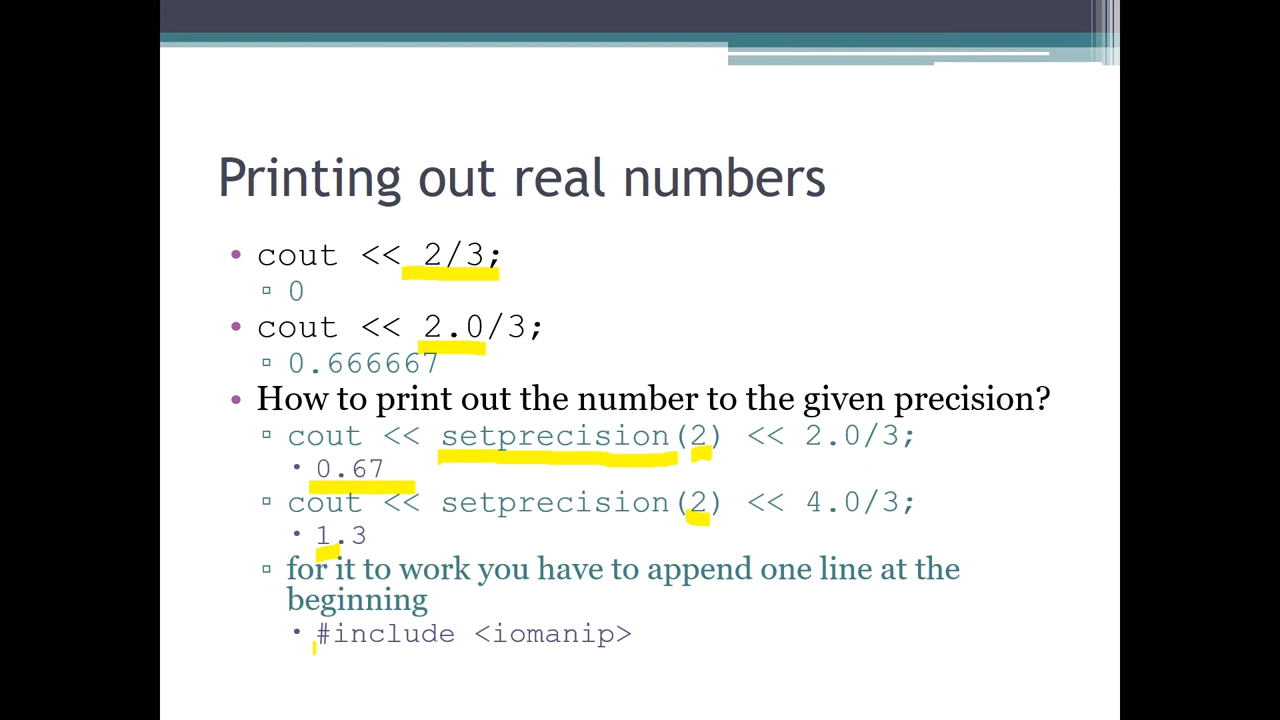 Printing out real numbers
• cout << 2/3;
▫ 0
• cout << 2.0/3;
▫ 0.666667
• How to print out the number to the given precision?
▫ cout << setprecision(2) << 2.0/3;
• 0.67
▫ cout << setprecision(2) << 4.0/3;
• 1.3
▫ for it to work you have to append one line at the
beginning
• #include <iomanip>